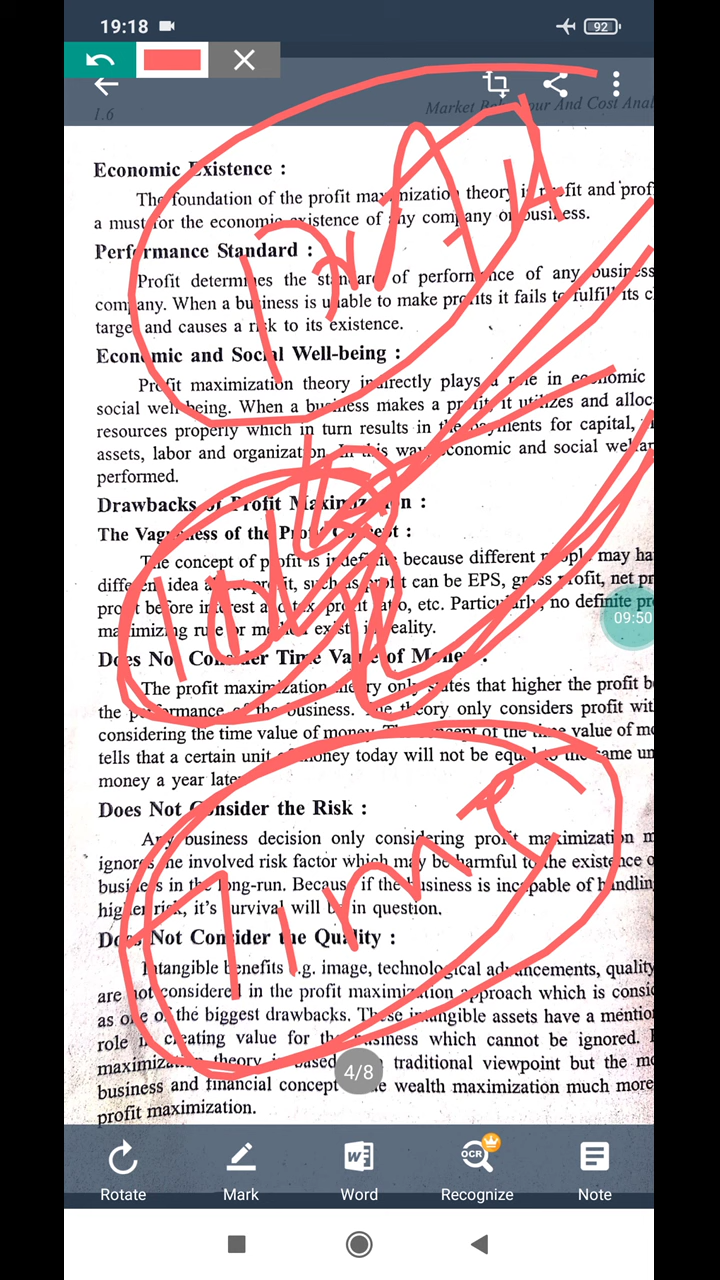 19:18
92
1.6 Market Behaviour And Cost Anal
Economic Existence :
The foundation of the profit maximization theory is profit and prof
a must for the economic existence of any company or business.
Performance Standard :
Profit determines the standard of performance of any business
company. When a business is unable to make profits it fails to fulfill its
target and causes a risk to its existence.
Economic and Social Well-being :
Profit maximization theory indirectly plays a role in economic
social well being. When a business makes a profit, it utilizes and alloc
resources properly which in turn results in the payments for capital,
assets, labor and organization. In this way economic and social welfar
performed.
Drawbacks of Profit Maximization :
The Vagueness of the Profit Concept :
The concept of profit is indefinite because different people may ha
different idea about profit, such as profit can be EPS, gross profit, net pr
profit before interest and tax, profit ratio, etc. Particularly, no definite pr
maximizing rule or method exists in reality.
09:50
Does Not Consider Time Value of Money :
The profit maximization theory only states that higher the profit b
the performance of the business. The theory only considers profit wit
considering the time value of money. The concept of the time value of mo
tells that a certain unit of money today will not be equal to the same un
money a year later.
Does Not Consider the Risk :
Any business decision only considering profit maximization m
ignores the involved risk factor which may be harmful to the existence o
business in the long-run. Because if the business is incapable of handlin
higher risk, it's survival will be in question.
Does Not Consider the Quality :
Intangible benefits e.g. image, technological advancements, quality
are not considered in the profit maximization approach which is consid
as one of the biggest drawbacks. These intangible assets have a mention
role in creating value for the business which cannot be ignored.
maximization theory is based traditional viewpoint but the mo
business and financial concept wealth maximization much more
profit maximization.
4/8
Rotate Mark Word Recognize Note
W OCR